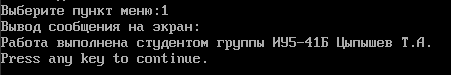 Выберите пункт меню:1
Вывод сообщения на экран:
Работа выполнена студентом группы ИУ5-41Б Цыпышев Т.А.
Press any key to continue.